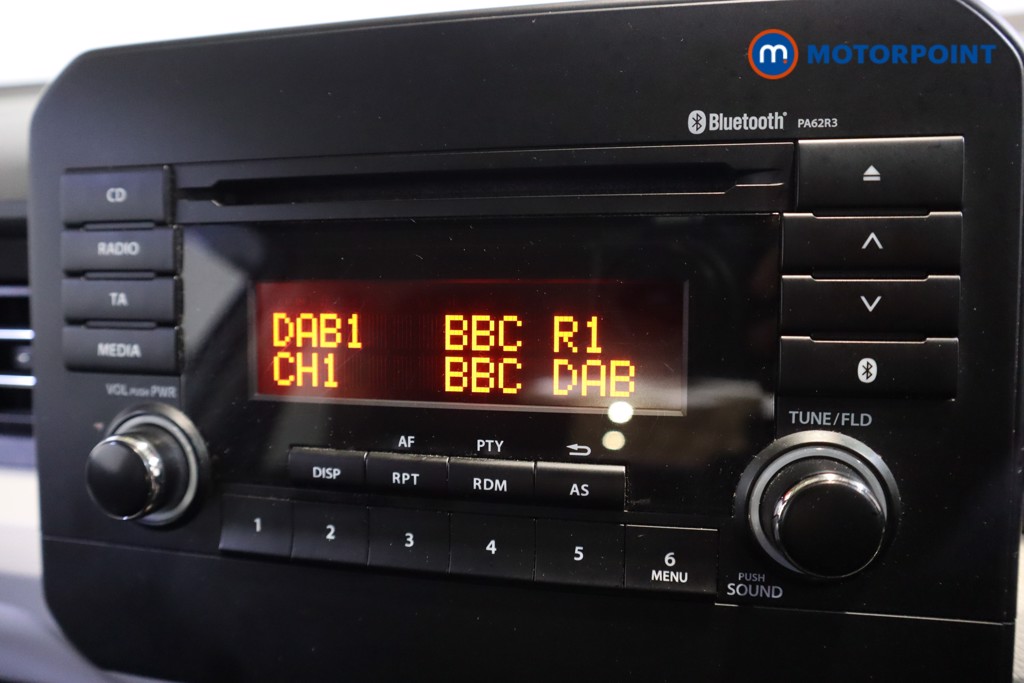 m. MOTORPOINT
Bluetooth® PA62R3
CD
RADIO
TA
MEDIA
VOL PUSH PWR
DAB1 BBC R1
CH1 BBC DAB
TUNE/FLD
AF PTY
DISP RPT RDM AS
1 2 3 4 5 6
MENU
PUSH
SOUND